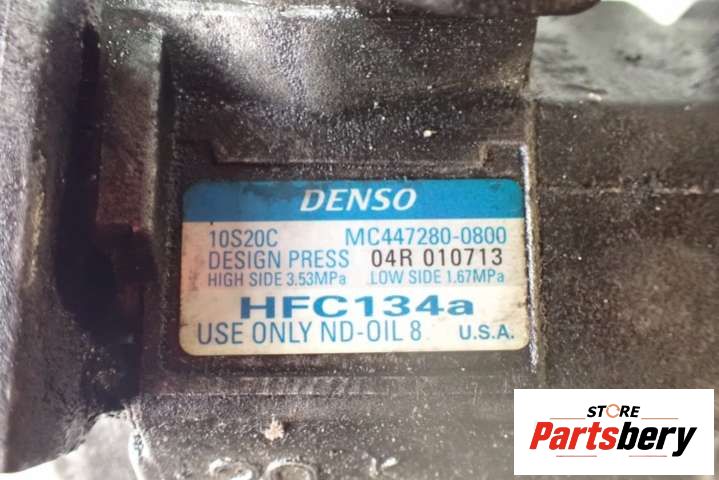 DENSO
10S20C MC447280-0800
DESIGN PRESS 04R 010713
HIGH SIDE 3.53MPa LOW SIDE 1.67MPa
HFC134a
USE ONLY ND-OIL 8 U.S.A.
STORE
Partsbery